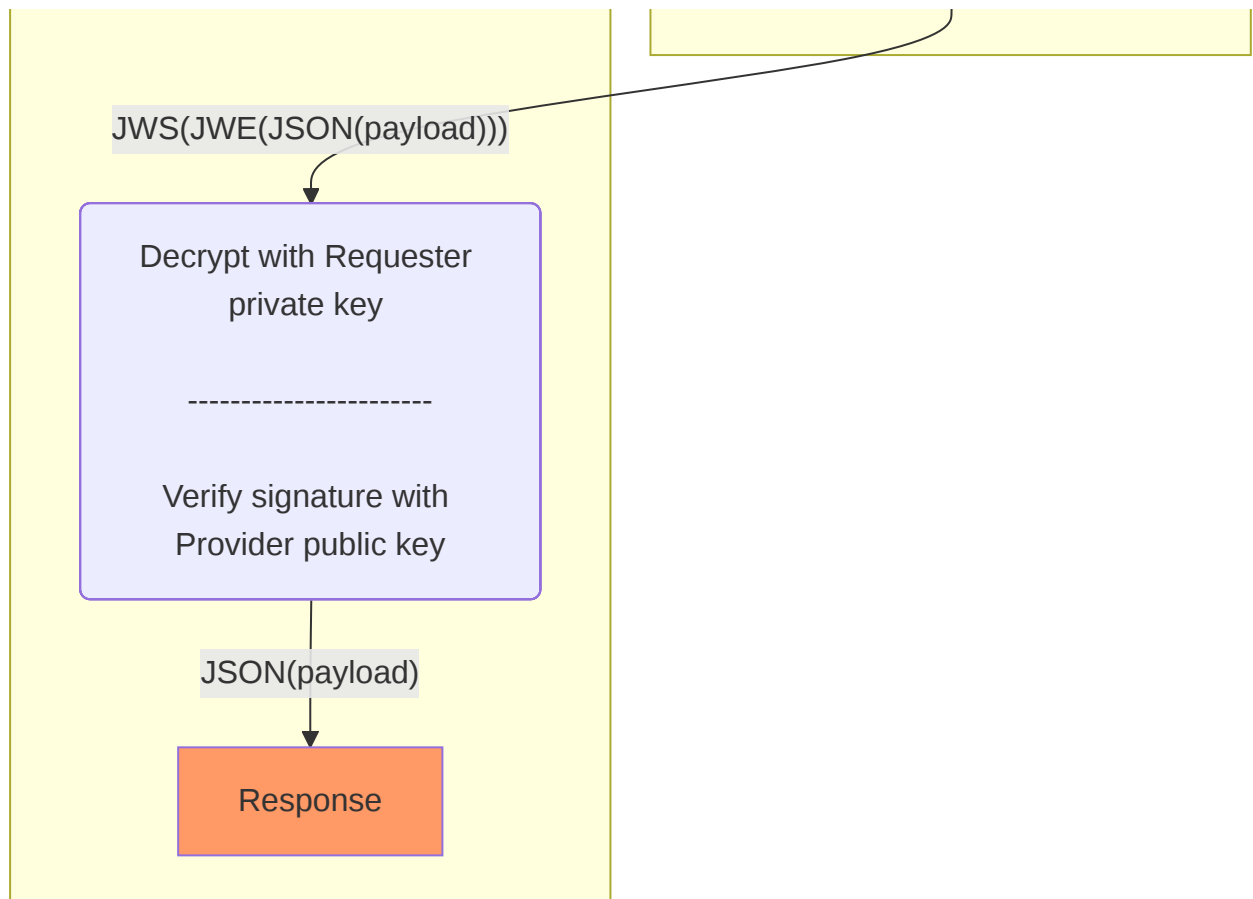 JWS(JWE(JSON(payload)))
Decrypt with Requester
private key
-----------------------
Verify signature with
Provider public key
JSON(payload)
Response